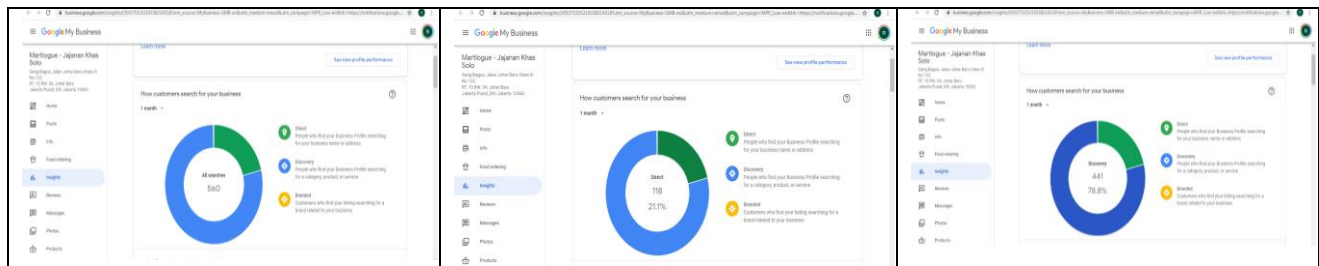 Google My Business
Learn more
Martlogue - Jajanan Khas
Solo
See new profile performance
How customers search for your business
1 month
Home
Posts
Info
Food ordering
Insights
Reviews
Messages
Photos
Products
All searches
560
Direct
People who find your Business Profile searching
for your business name or address
Discovery
People who find your Business Profile searching
for a category, product, or service
Branded
Customers who find your listing searching for a
brand related to your business
Google My Business
Learn more
Martlogue - Jajanan Khas
Solo
See new profile performance
How customers search for your business
1 month
Home
Posts
Info
Food ordering
Insights
Reviews
Messages
Photos
Products
Direct
118
21.1%
Direct
People who find your Business Profile searching
for your business name or address
Discovery
People who find your Business Profile searching
for a category, product, or service
Branded
Customers who find your listing searching for a
brand related to your business
Google My Business
Learn more
Martlogue - Jajanan Khas
Solo
See new profile performance
How customers search for your business
1 month
Home
Posts
Info
Food ordering
Insights
Reviews
Messages
Photos
Products
Discovery
441
78.8%
Direct
People who find your Business Profile searching
for your business name or address
Discovery
People who find your Business Profile searching
for a category, product, or service
Branded
Customers who find your listing searching for a
brand related to your business